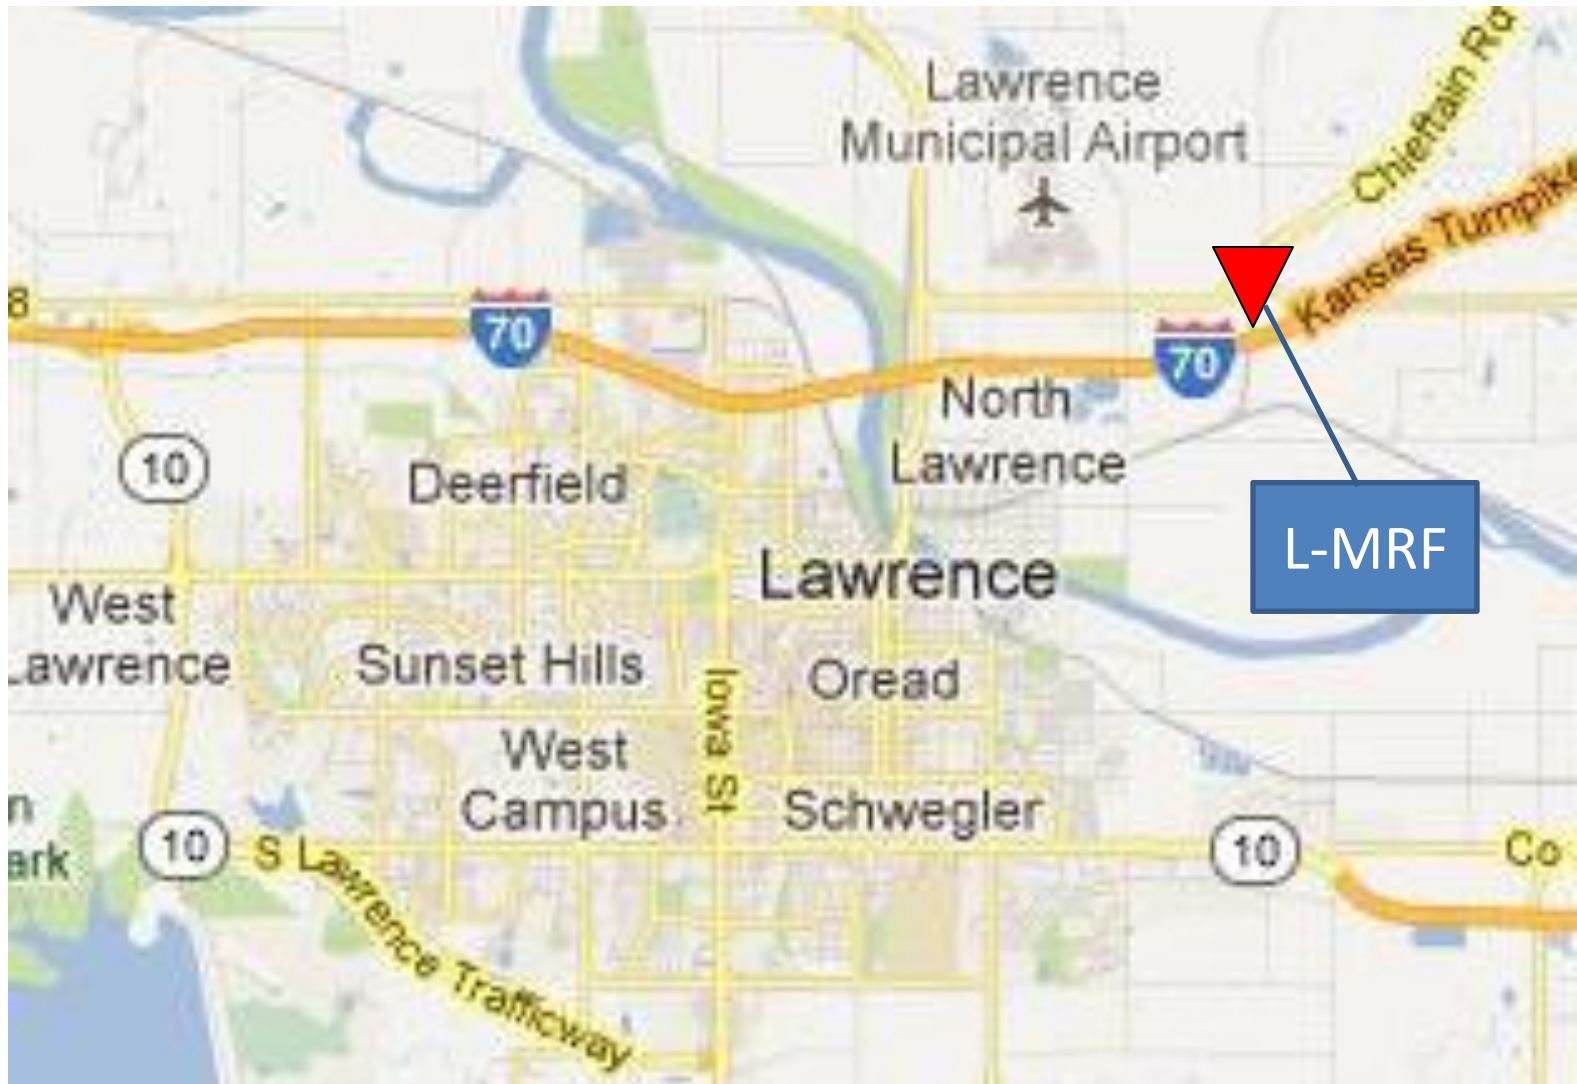 Lawrence
Municipal Airport
Chieftain Rd
Kansas Turnpike
8
70
70
North
Lawrence
10
Deerfield
L-MRF
Lawrence
West
Lawrence
Sunset Hills
Oread
Iowa St
West
Campus
Schwegler
n
ark
10
S Lawrence Trafficway
10
Co